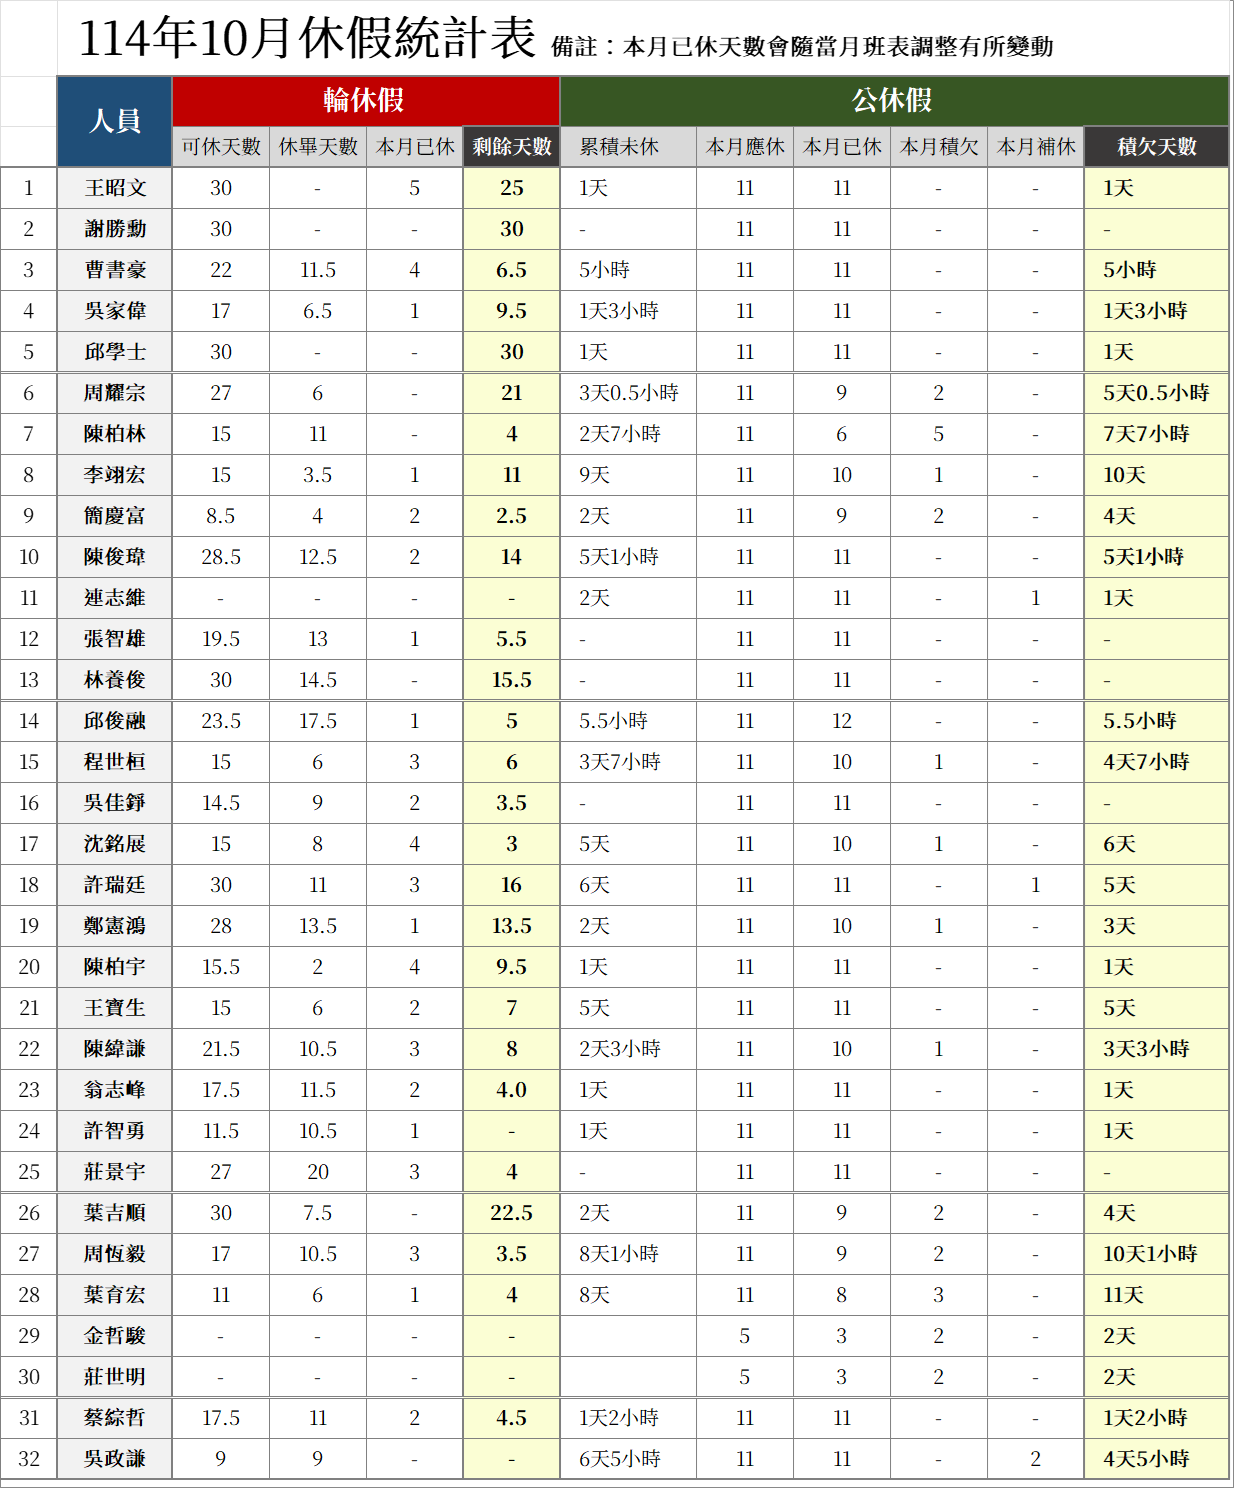 114年10月休假統計表 備註：本月已休天數會隨當月班表調整有所變動
人員 輪休假 公休假
可休天數 休畢天數 本月已休 剩餘天數 累積未休 本月應休 本月已休 本月積欠 本月補休 積欠天數
1 王昭文 30 - 5 25 1天 11 11 - - 1天
2 謝勝勳 30 - - 30 - 11 11 - - -
3 曹書豪 22 11.5 4 6.5 5小時 11 11 - - 5小時
4 吳家偉 17 6.5 1 9.5 1天3小時 11 11 - - 1天3小時
5 邱學士 30 - - 30 1天 11 11 - - 1天
6 周耀宗 27 6 - 21 3天0.5小時 11 9 2 - 5天0.5小時
7 陳柏林 15 11 - 4 2天7小時 11 6 5 - 7天7小時
8 李翊宏 15 3.5 1 11 9天 11 10 1 - 10天
9 簡慶富 8.5 4 2 2.5 2天 11 9 2 - 4天
10 陳俊瑋 28.5 12.5 2 14 5天1小時 11 11 - - 5天1小時
11 連志維 - - - - 2天 11 11 - 1 1天
12 張智雄 19.5 13 1 5.5 - 11 11 - - -
13 林養俊 30 14.5 - 15.5 - 11 11 - - -
14 邱俊融 23.5 17.5 1 5 5.5小時 11 12 - - 5.5小時
15 程世桓 15 6 3 6 3天7小時 11 10 1 - 4天7小時
16 吳佳錚 14.5 9 2 3.5 - 11 11 - - -
17 沈銘展 15 8 4 3 5天 11 10 1 - 6天
18 許瑞廷 30 11 3 16 6天 11 11 - 1 5天
19 鄭憲鴻 28 13.5 1 13.5 2天 11 10 1 - 3天
20 陳柏宇 15.5 2 4 9.5 1天 11 11 - - 1天
21 王寶生 15 6 2 7 5天 11 11 - - 5天
22 陳緯謙 21.5 10.5 3 8 2天3小時 11 10 1 - 3天3小時
23 翁志峰 17.5 11.5 2 4.0 1天 11 11 - - 1天
24 許智勇 11.5 10.5 1 - 1天 11 11 - - 1天
25 莊景宇 27 20 3 4 - 11 11 - - -
26 葉吉順 30 7.5 - 22.5 2天 11 9 2 - 4天
27 周恆毅 17 10.5 3 3.5 8天1小時 11 9 2 - 10天1小時
28 葉育宏 11 6 1 4 8天 11 8 3 - 11天
29 金哲駿 - - - - 5 3 2 - 2天
30 莊世明 - - - - 5 3 2 - 2天
31 蔡綜哲 17.5 11 2 4.5 1天2小時 11 11 - - 1天2小時
32 吳政謙 9 9 - - 6天5小時 11 11 - 2 4天5小時